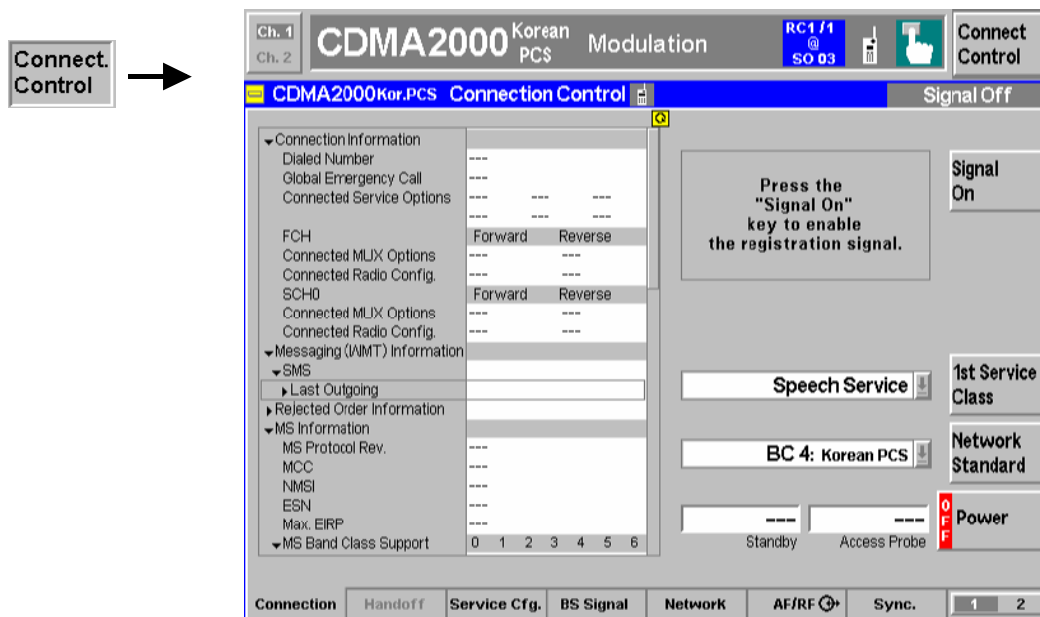 Connect.
Control
Ch. 1
Ch. 2
CDMA2000 Korean PCS Modulation
RC1/1
@
SO 03
Connect
Control
CDMA2000 Kor.PCS Connection Control
Signal Off
Connection Information
Dialed Number ---
Global Emergency Call ---
Connected Service Options --- --- ---
--- --- ---
FCH Forward Reverse
Connected MUX Options --- ---
Connected Radio Config. --- ---
SCH0 Forward Reverse
Connected MUX Options --- ---
Connected Radio Config. --- ---
Messaging (WMT) Information
SMS
Last Outgoing
Rejected Order Information
MS Information
MS Protocol Rev. ---
MCC ---
NMSI ---
ESN ---
Max. EIRP ---
MS Band Class Support 0 1 2 3 4 5 6
Press the
"Signal On"
key to enable
the registration signal.
Signal
On
Speech Service
1st Service
Class
BC 4: Korean PCS
Network
Standard
--- ---
Standby Access Probe
OFF
Power
Connection Handoff Service Cfg. BS Signal Network AF/RF Sync. 1 2